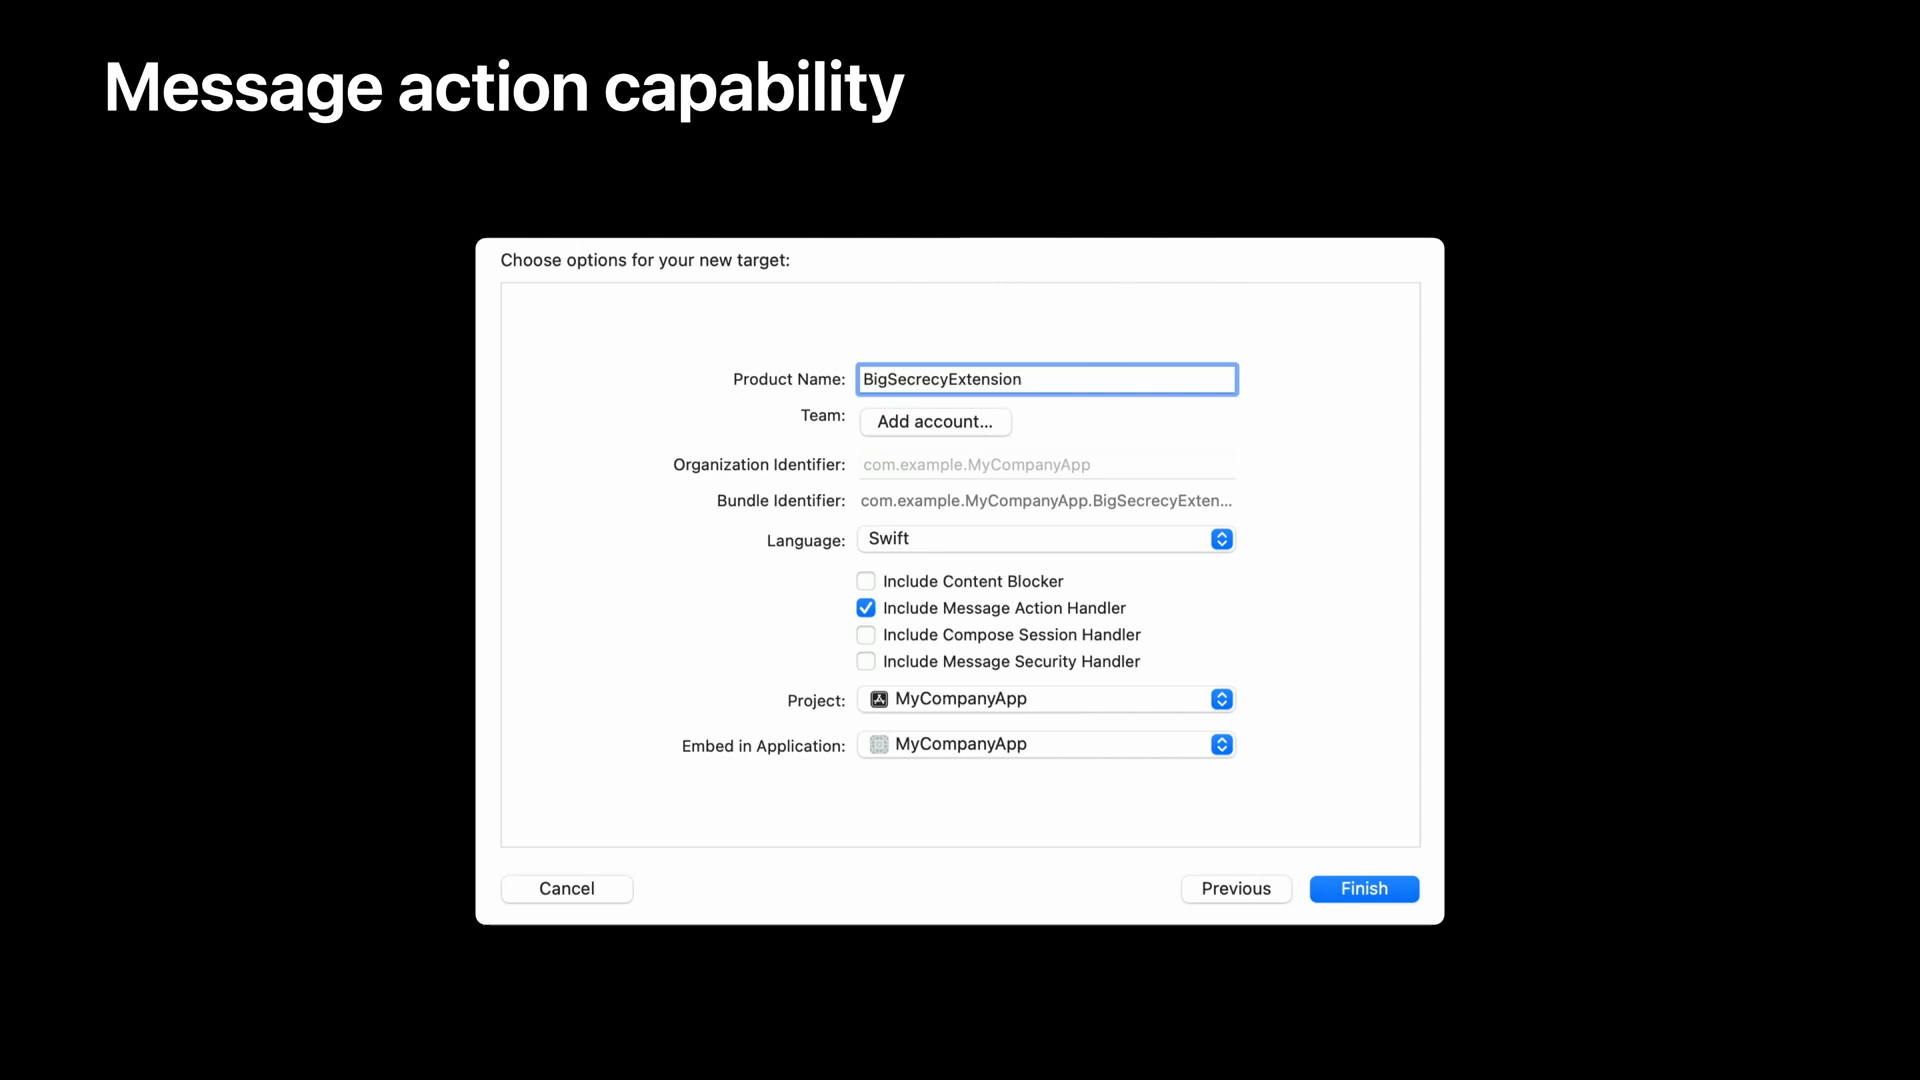 Message action capability
Choose options for your new target:
Product Name: BigSecrecyExtension
Team: Add account...
Organization Identifier: com.example.MyCompanyApp
Bundle Identifier: com.example.MyCompanyApp.BigSecrecyExten...
Language: Swift
Include Content Blocker
Include Message Action Handler
Include Compose Session Handler
Include Message Security Handler
Project: MyCompanyApp
Embed in Application: MyCompanyApp
Cancel Previous Finish